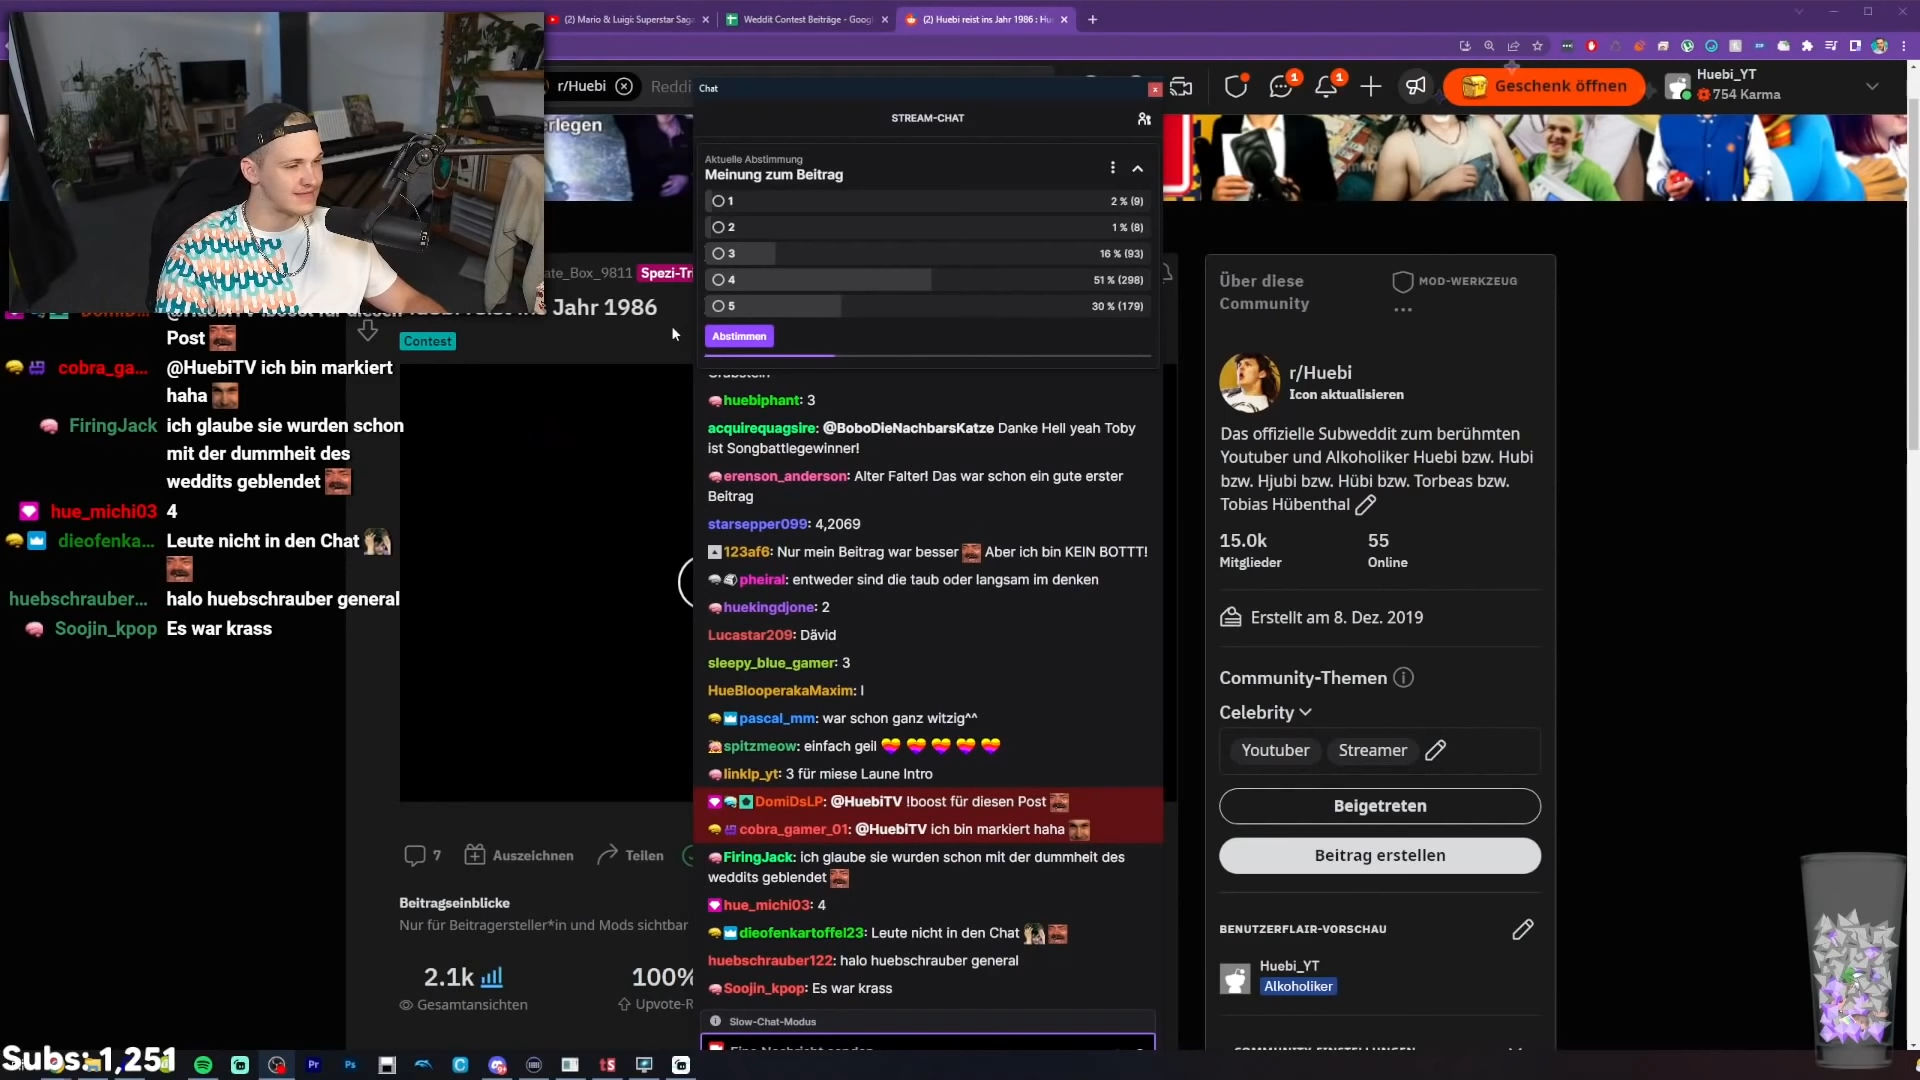 (2) Mario & Luigi: Superstar Saga
Weddit Contest Beiträge - Googl
(2) Huebi reist ins Jahr 1986 : Hu
r/Huebi
Reddi
1
1
Geschenk öffnen
Huebi_YT
754 Karma
erlegen
Chat
STREAM-CHAT
Aktuelle Abstimmung
Meinung zum Beitrag
1 2 % (9)
2 1 % (8)
3 16 % (93)
4 51 % (298)
5 30 % (179)
Abstimmen
ate_Box_9811 Spezi-Tri
Jahr 1986
Contest
Post
cobra_ga... @HuebiTV ich bin markiert
haha
FiringJack ich glaube sie wurden schon
mit der dummheit des
weddits geblendet
hue_michi03 4
dieofenka... Leute nicht in den Chat
huebschrauber... halo huebschrauber general
Soojin_kpop Es war krass
huebiphant: 3
acquirequagsire: @BoboDieNachbarsKatze Danke Hell yeah Toby
ist Songbattlegewinner!
erenson_anderson: Alter Falter! Das war schon ein gute erster
Beitrag
starsepper099: 4,2069
123af6: Nur mein Beitrag war besser Aber ich bin KEIN BOTTT!
pheiral: entweder sind die taub oder langsam im denken
huekingdjone: 2
Lucastar209: Dävid
sleepy_blue_gamer: 3
HueBlooperakaMaxim: I
pascal_mm: war schon ganz witzig^^
spitzmeow: einfach geil
linklp_yt: 3 für miese Laune Intro
DomiDsLP: @HuebiTV !boost für diesen Post
cobra_gamer_01: @HuebiTV ich bin markiert haha
FiringJack: ich glaube sie wurden schon mit der dummheit des
weddits geblendet
hue_michi03: 4
dieofenkartoffel23: Leute nicht in den Chat
huebschrauber122: halo huebschrauber general
Soojin_kpop: Es war krass
Slow-Chat-Modus
7 Auszeichnen Teilen
Beitragseinblicke
Nur für Beitragersteller*in und Mods sichtbar
2.1k
Gesamtansichten
100%
Upvote-R
Über diese
Community
MOD-WERKZEUG
...
r/Huebi
Icon aktualisieren
Das offizielle Subweddit zum berühmten
Youtuber und Alkoholiker Huebi bzw. Hubi
bzw. Hjubi bzw. Hübi bzw. Torbeas bzw.
Tobias Hübenthal
15.0k
Mitglieder
55
Online
Erstellt am 8. Dez. 2019
Community-Themen
Celebrity
Youtuber Streamer
Beigetreten
Beitrag erstellen
BENUTZERFLAIR-VORSCHAU
Huebi_YT
Alkoholiker
Subs: 1,251